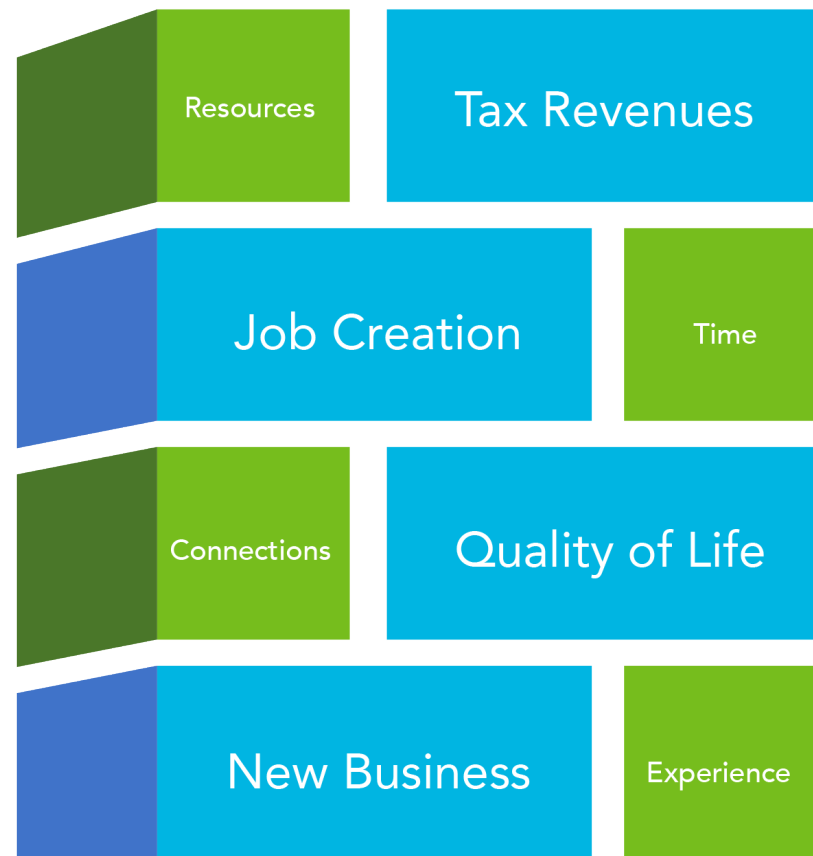 Resources
Tax Revenues
Job Creation
Time
Connections
Quality of Life
New Business
Experience